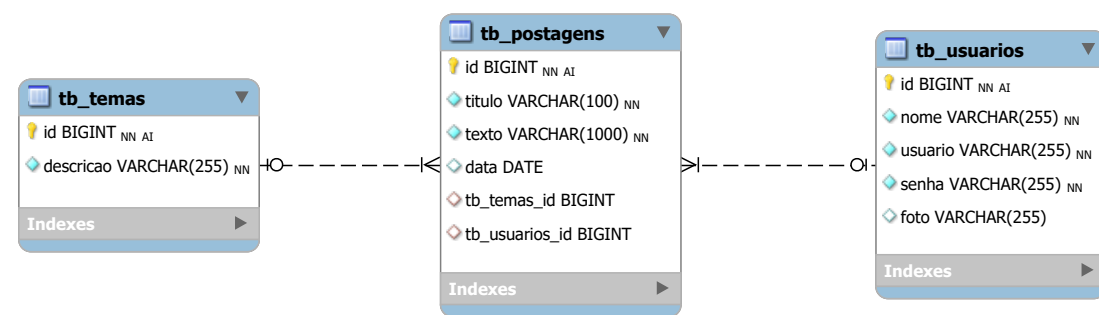 tb_temas
id BIGINT NN AI
descricao VARCHAR(255) NN
Indexes
tb_postagens
id BIGINT NN AI
titulo VARCHAR(100) NN
texto VARCHAR(1000) NN
data DATE
tb_temas_id BIGINT
tb_usuarios_id BIGINT
Indexes
tb_usuarios
id BIGINT NN AI
nome VARCHAR(255) NN
usuario VARCHAR(255) NN
senha VARCHAR(255) NN
foto VARCHAR(255)
Indexes